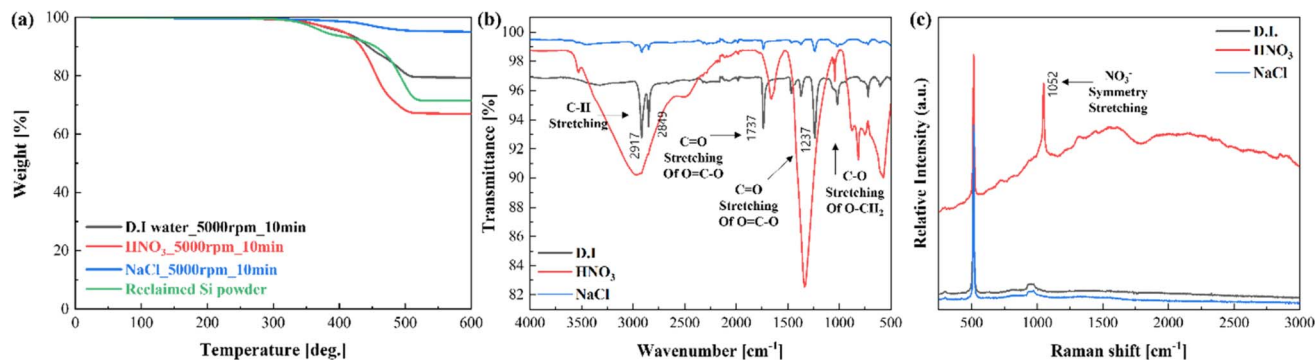 (a)
100
80
60
40
20
0
Weight [%]
D.I water_5000rpm_10min
HNO₃_5000rpm_10min
NaCl_5000rpm_10min
Reclaimed Si powder
0 100 200 300 400 500 600
Temperature [deg.]
(b)
100
98
96
94
92
90
88
86
84
82
Transmittance [%]
C-H
Stretching
2917
2849
C=O
Stretching
Of O=C-O
1737
C=O
Stretching
Of O=C-O
1237
C-O
Stretching
Of O-CH₂
D.I
HNO₃
NaCl
4000 3500 3000 2500 2000 1500 1000 500
Wavenumber [cm⁻¹]
(c)
Relative Intensity (a.u.)
D.I.
HNO₃
NaCl
1052
NO₃⁻
Symmetry
Stretching
500 1000 1500 2000 2500 3000
Raman shift [cm⁻¹]